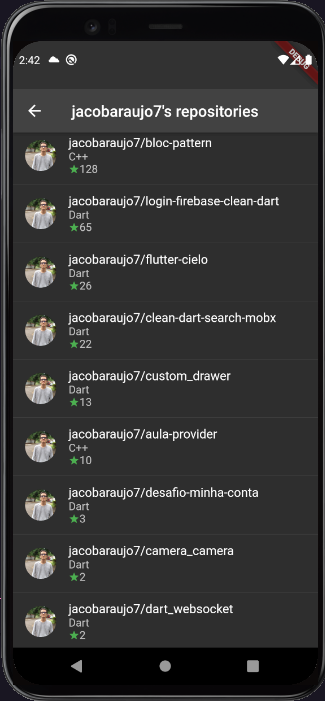 2:42
DEBUG
jacobaraujo7's repositories
jacobaraujo7/bloc-pattern
C++
★128
jacobaraujo7/login-firebase-clean-dart
Dart
★65
jacobaraujo7/flutter-cielo
Dart
★26
jacobaraujo7/clean-dart-search-mobx
Dart
★22
jacobaraujo7/custom_drawer
Dart
★13
jacobaraujo7/aula-provider
C++
★10
jacobaraujo7/desafio-minha-conta
Dart
★3
jacobaraujo7/camera_camera
Dart
★2
jacobaraujo7/dart_websocket
Dart
★2